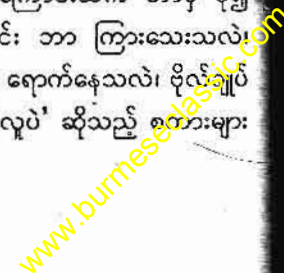 င်း ဘာ ကြားသေးသလဲ၊
ရောက်နေသလဲ၊ ဗိုလ်ချုပ်
လူပဲ' ဆိုသည့် စကားများ
www.burmeseclassic.com